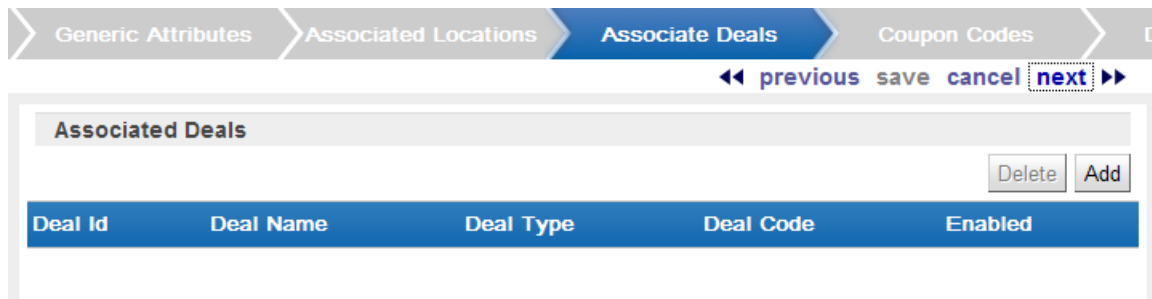 Generic Attributes Associated Locations Associate Deals Coupon Codes
previous save cancel next
Associated Deals
Delete Add
Deal Id Deal Name Deal Type Deal Code Enabled